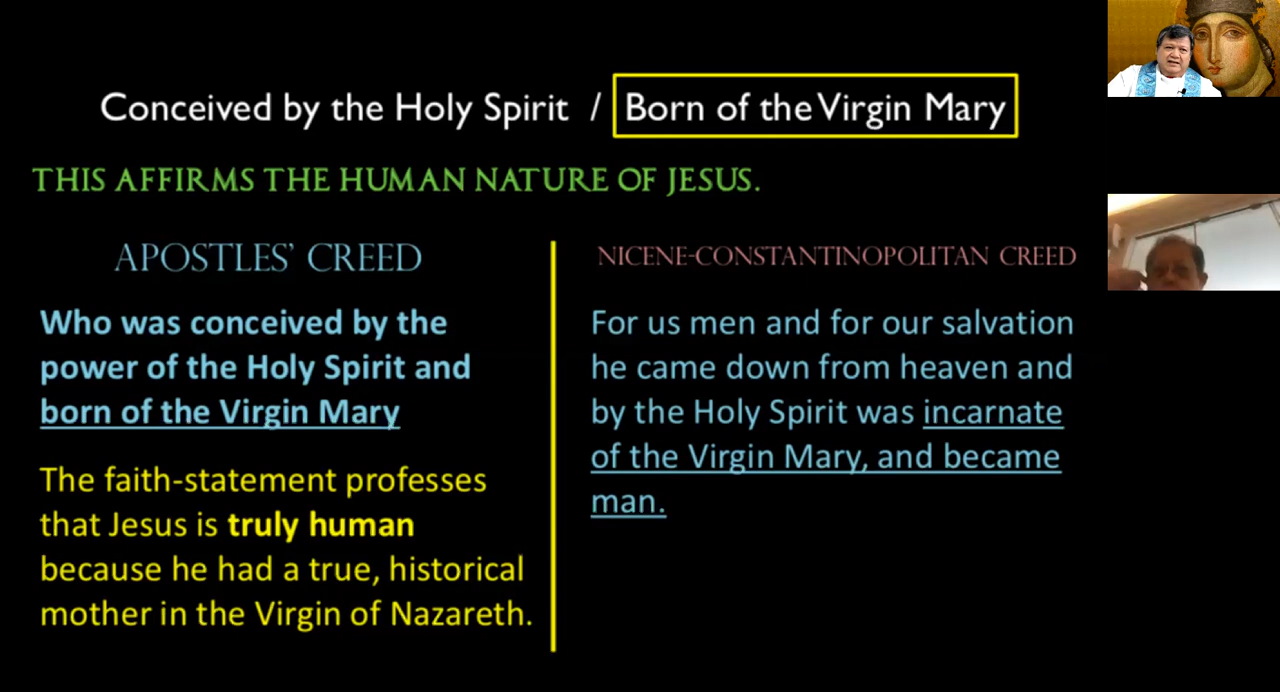 Conceived by the Holy Spirit / Born of the Virgin Mary
THIS AFFIRMS THE HUMAN NATURE OF JESUS.
APOSTLES' CREED
Who was conceived by the
power of the Holy Spirit and
born of the Virgin Mary
The faith-statement professes
that Jesus is truly human
because he had a true, historical
mother in the Virgin of Nazareth.
NICENE-CONSTANTINOPOLITAN CREED
For us men and for our salvation
he came down from heaven and
by the Holy Spirit was incarnate
of the Virgin Mary, and became
man.